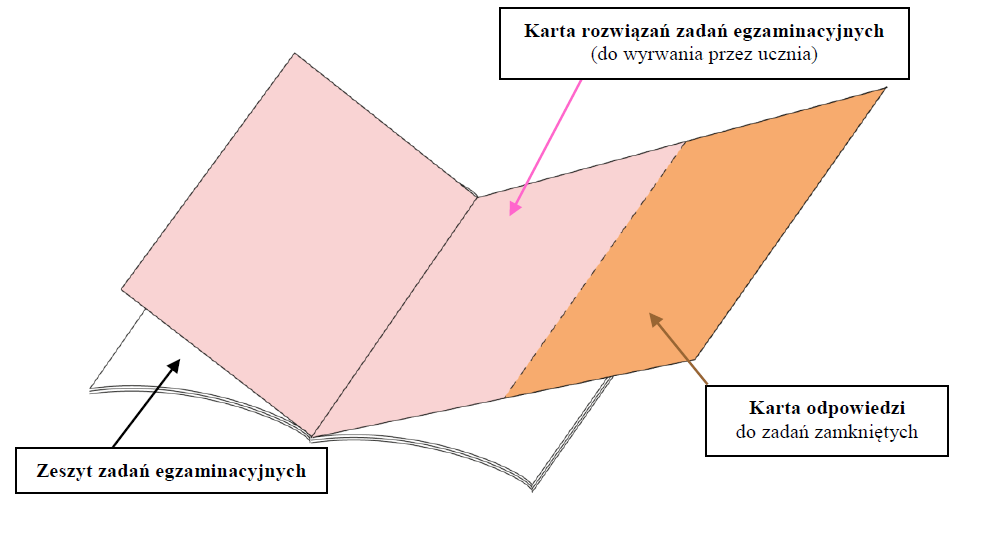 Karta rozwiązań zadań egzaminacyjnych
(do wyrwania przez ucznia)
Karta odpowiedzi
do zadań zamkniętych
Zeszyt zadań egzaminacyjnych